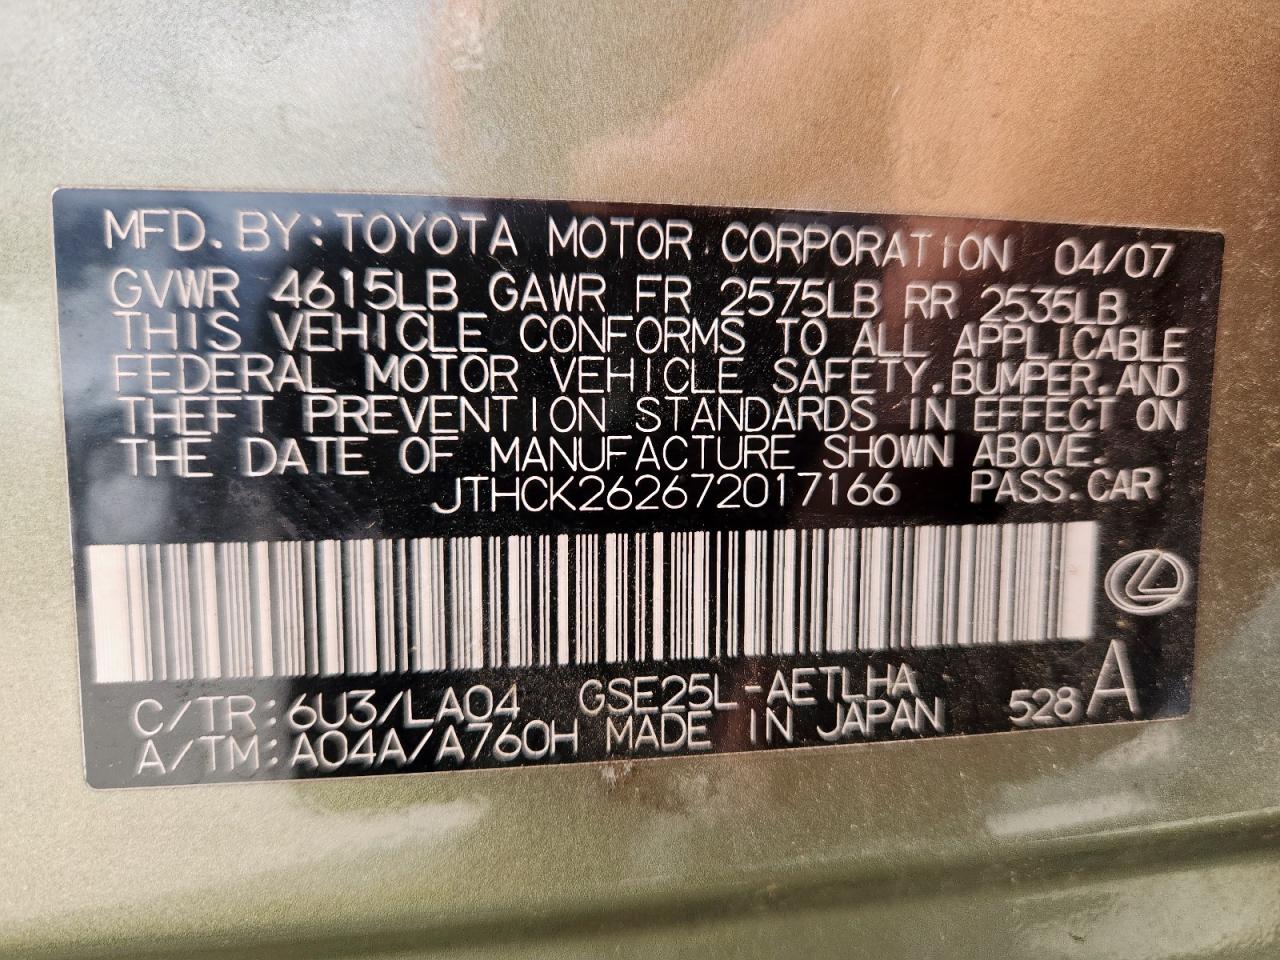 MFD. BY: TOYOTA MOTOR CORPORATION 04/07
GVWR 4615LB GAWR FR 2575LB RR 2535LB
THIS VEHICLE CONFORMS TO ALL APPLICABLE
FEDERAL MOTOR VEHICLE SAFETY, BUMPER, AND
THEFT PREVENTION STANDARDS IN EFFECT ON
THE DATE OF MANUFACTURE SHOWN ABOVE.
JTHCK262672017166 PASS. CAR
C/TR: 6U3/LA04 GSE25L-AETLHA
A/TM: A04A/A760H MADE IN JAPAN 528 A